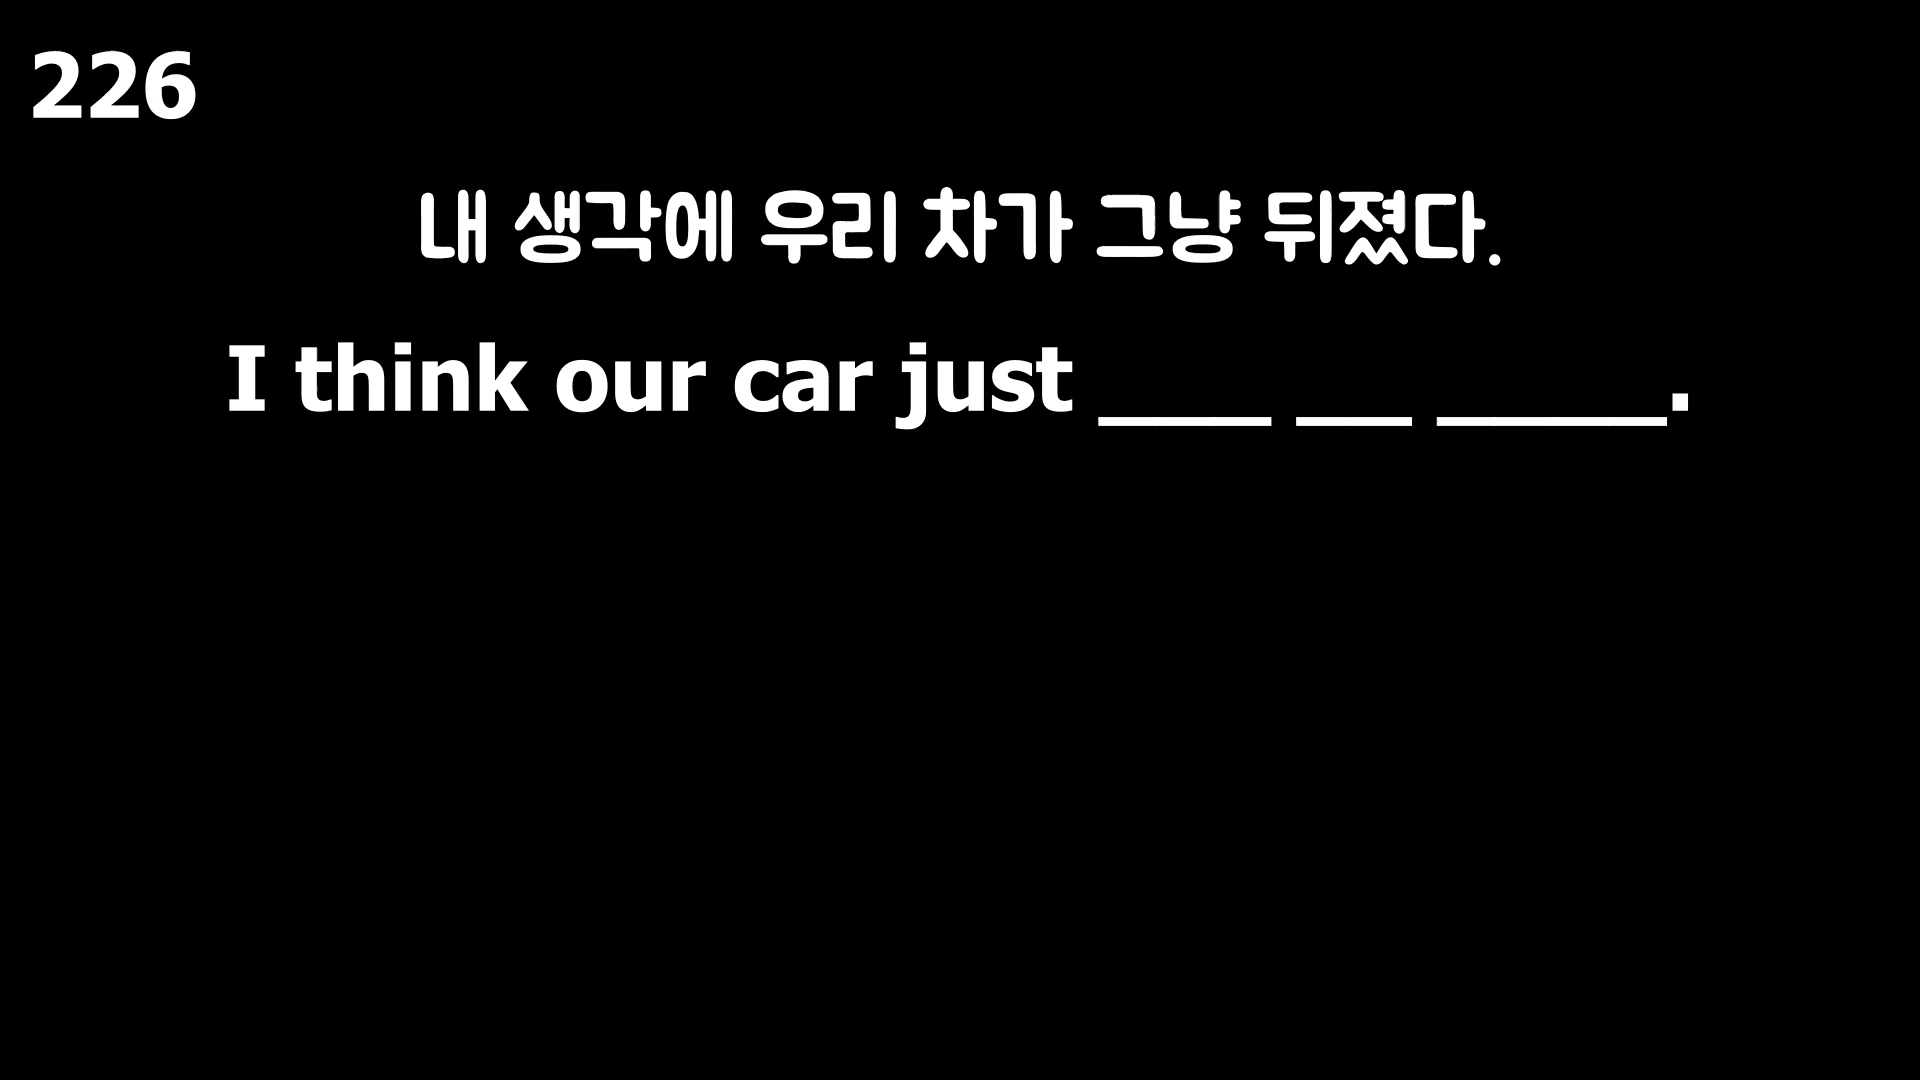 226
내 생각에 우리 차가 그냥 뒤졌다.
I think our car just ___ __ ____.